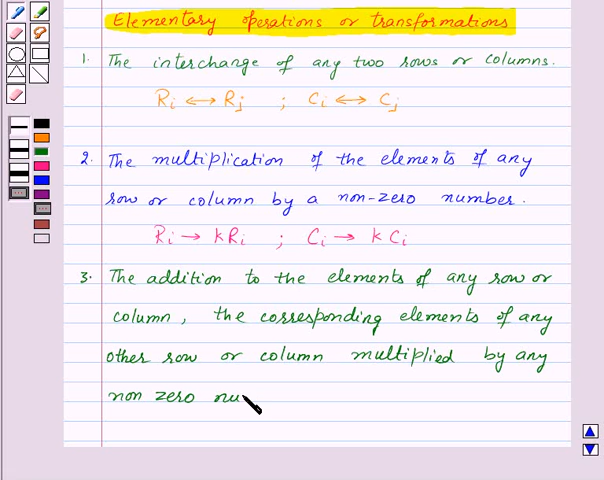 Elementary operations or transformations
1. The interchange of any two rows or columns.
Ri ↔ Rj ; Ci ↔ Cj
2. The multiplication of the elements of any
row or column by a non-zero number.
Ri → kRi ; Ci → kCi
3. The addition to the elements of any row or
column, the corresponding elements of any
other row or column multiplied by any
non zero nu